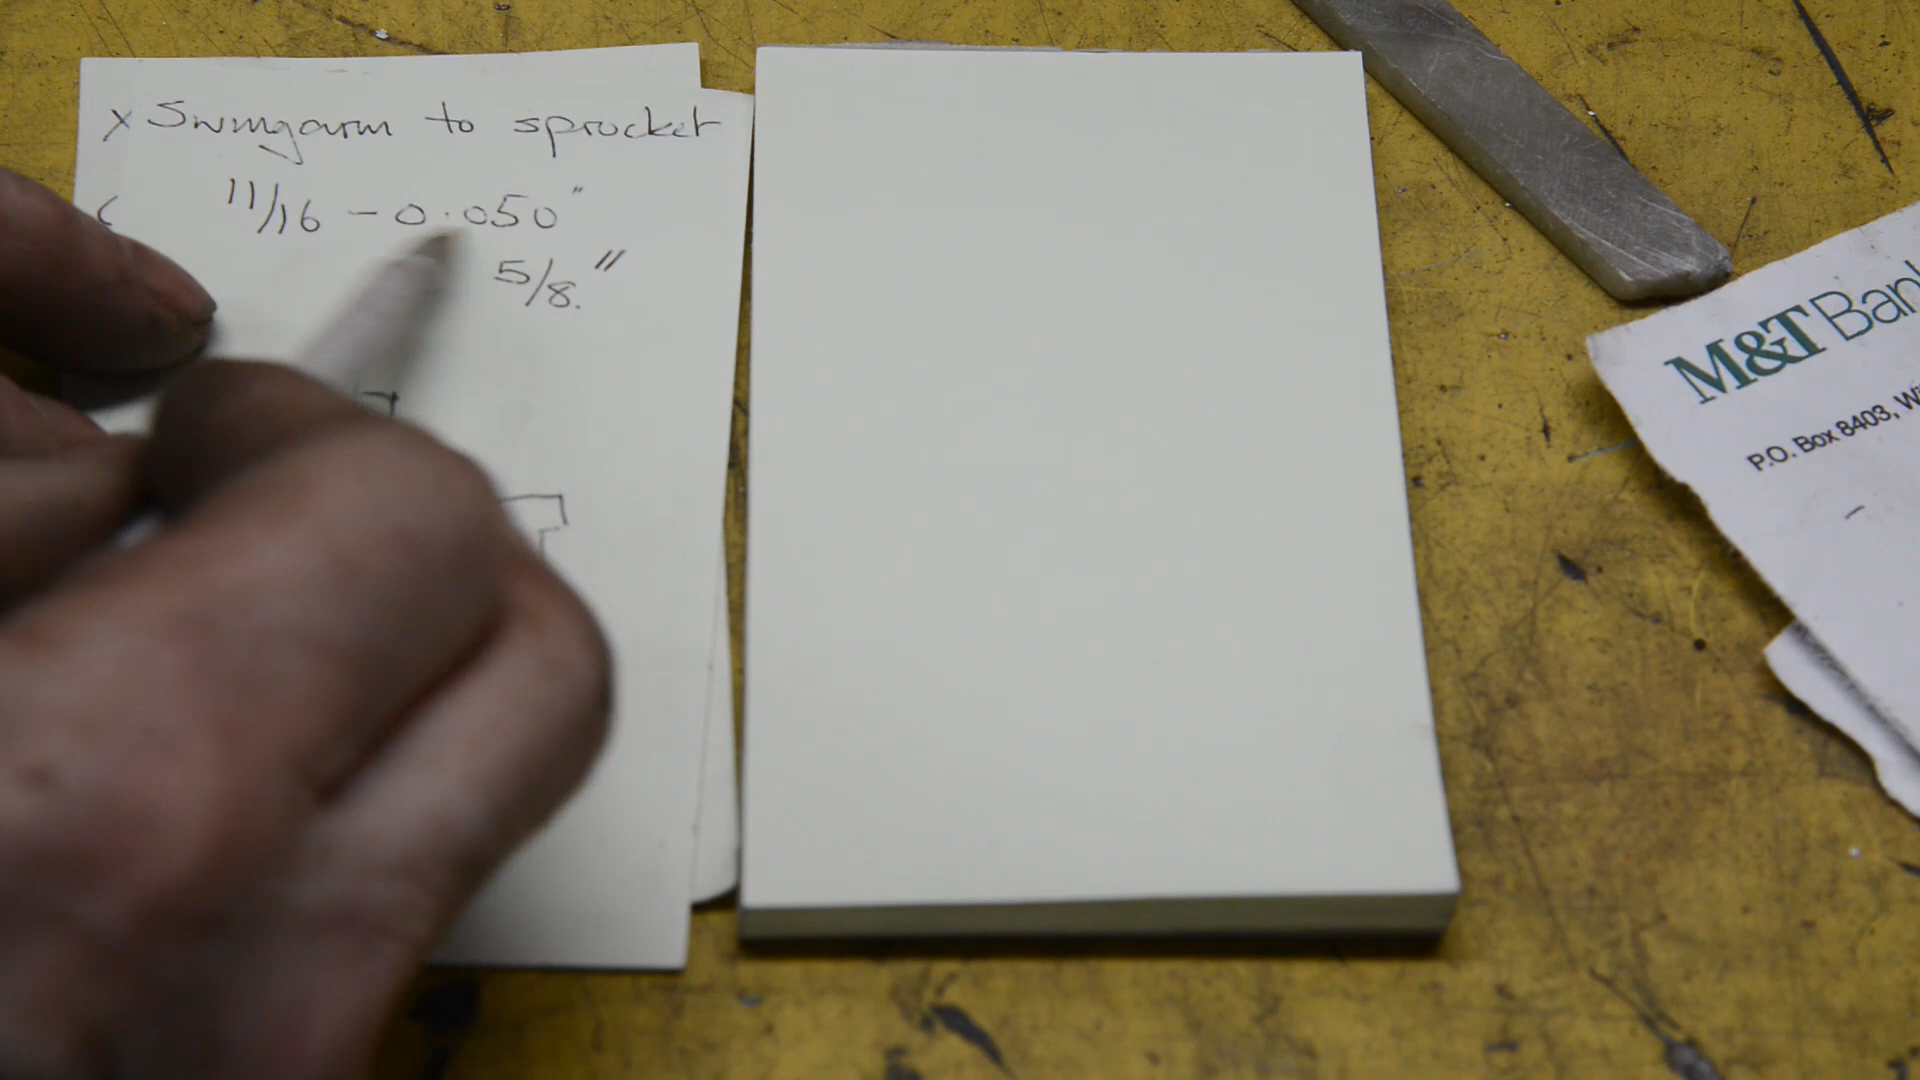 x Swingarm to sprocket
11/16 - 0.050"
5/8."
M&T Bank
P.O. Box 8403,